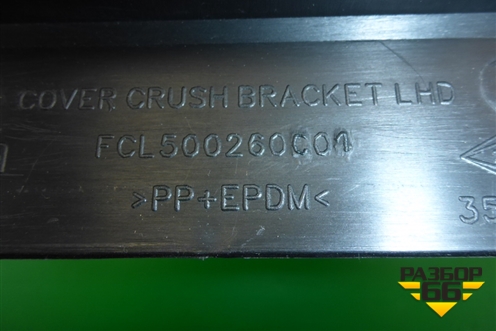 COVER CRUSH BRACKET LHD
FCL500260C01
>PP+EPDM<
35
РАЗБОР
66